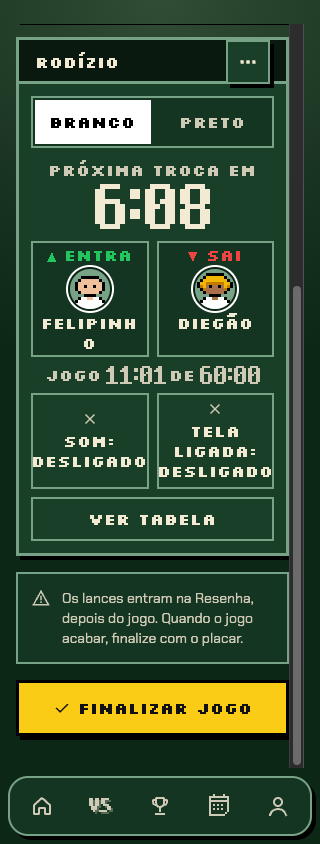 RODÍZIO
...
BRANCO
PRETO
PRÓXIMA TROCA EM
6:08
▲ ENTRA
FELIPINH
O
▼ SAI
DIEGÃO
JOGO 11:01 DE 60:00
× SOM:
DESLIGADO
× TELA
LIGADA:
DESLIGADO
VER TABELA
Os lances entram na Resenha,
depois do jogo. Quando o jogo
acabar, finalize com o placar.
✓ FINALIZAR JOGO
VS